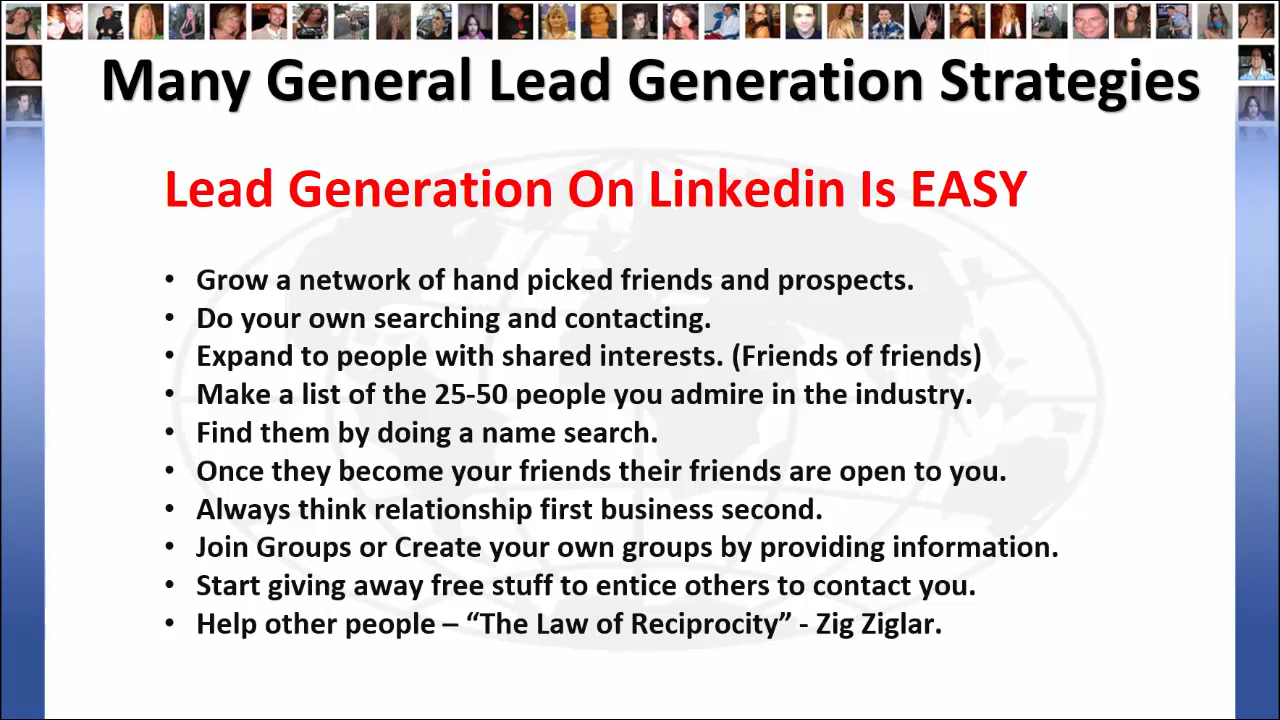 Many General Lead Generation Strategies
Lead Generation On Linkedin Is EASY
• Grow a network of hand picked friends and prospects.
• Do your own searching and contacting.
• Expand to people with shared interests. (Friends of friends)
• Make a list of the 25-50 people you admire in the industry.
• Find them by doing a name search.
• Once they become your friends their friends are open to you.
• Always think relationship first business second.
• Join Groups or Create your own groups by providing information.
• Start giving away free stuff to entice others to contact you.
• Help other people – “The Law of Reciprocity” - Zig Ziglar.